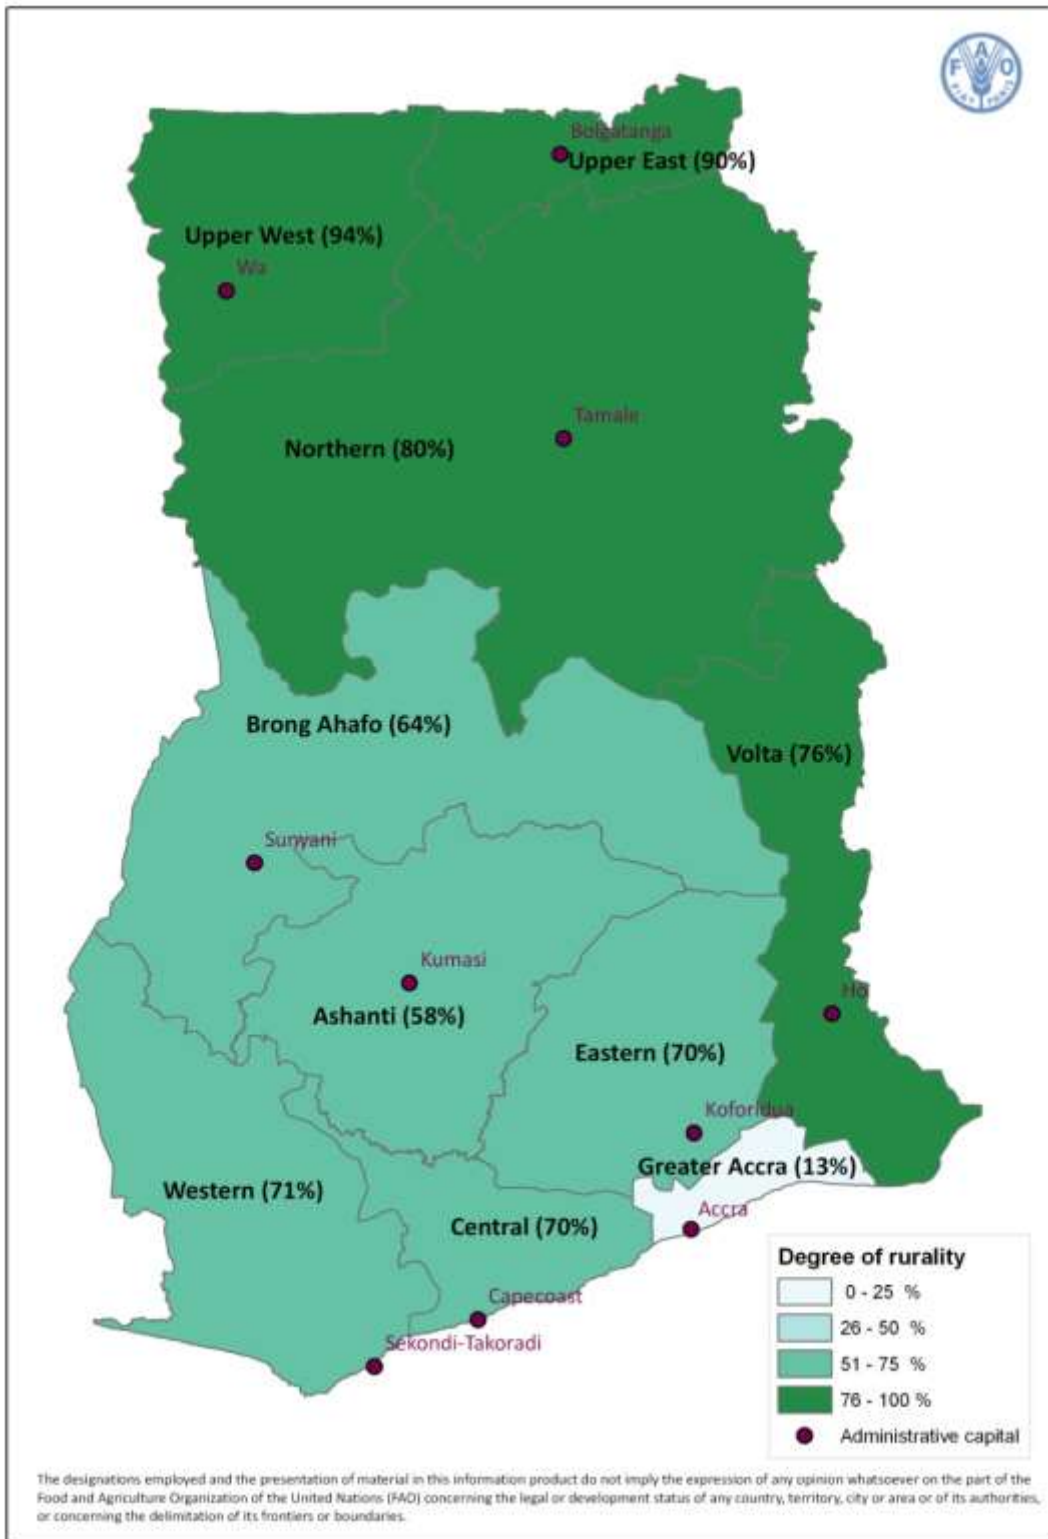 F A O
FIAT PANIS
Bolgatanga
Upper East (90%)
Upper West (94%)
Wa
Tamale
Northern (80%)
Brong Ahafo (64%)
Volta (76%)
Sunyani
Kumasi
Ho
Ashanti (58%)
Eastern (70%)
Koforidua
Greater Accra (13%)
Western (71%)
Accra
Central (70%)
Capecoast
Sekondi-Takoradi
Degree of rurality
0 - 25 %
26 - 50 %
51 - 75 %
76 - 100 %
Administrative capital
The designations employed and the presentation of material in this information product do not imply the expression of any opinion whatsoever on the part of the
Food and Agriculture Organization of the United Nations (FAO) concerning the legal or development status of any country, territory, city or area or of its authorities,
or concerning the delimitation of its frontiers or boundaries.